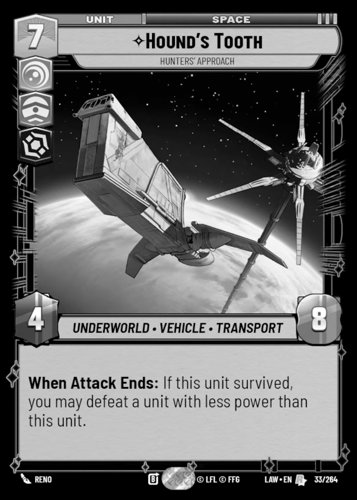 UNIT SPACE
7
✧HOUND'S TOOTH
HUNTERS' APPROACH
4
8
UNDERWORLD • VEHICLE • TRANSPORT
When Attack Ends: If this unit survived,
you may defeat a unit with less power than
this unit.
RENO © LFL © FFG LAW • EN R 33/264